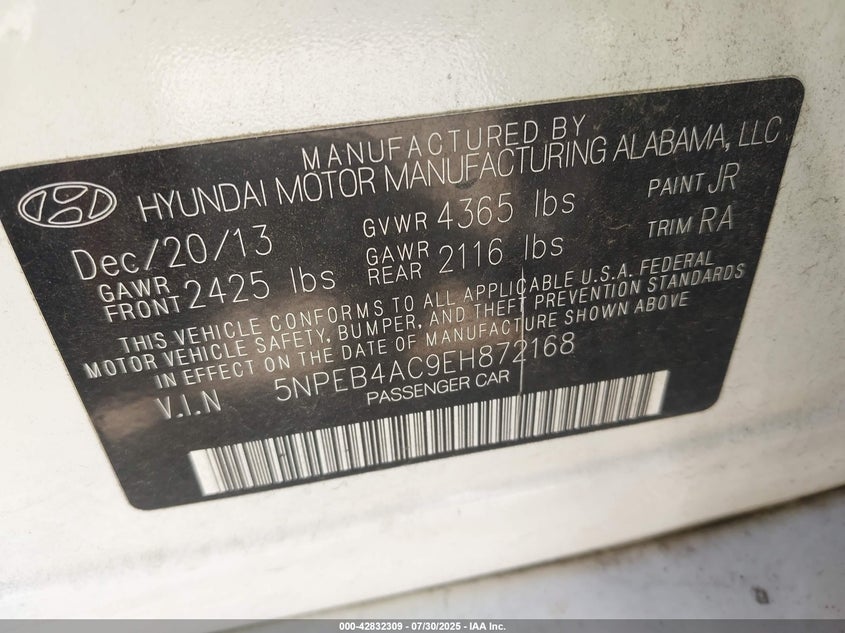 MANUFACTURED BY
HYUNDAI MOTOR MANUFACTURING ALABAMA, LLC
Dec/20/13 GVWR 4365 lbs PAINT JR
GAWR FRONT 2425 lbs GAWR REAR 2116 lbs TRIM RA
THIS VEHICLE CONFORMS TO ALL APPLICABLE U.S.A. FEDERAL
MOTOR VEHICLE SAFETY, BUMPER, AND THEFT PREVENTION STANDARDS
IN EFFECT ON THE DATE OF MANUFACTURE SHOWN ABOVE
V.I.N 5NPEB4AC9EH872168
PASSENGER CAR
000-42832309 | 07/30/2025 - IAA Inc.